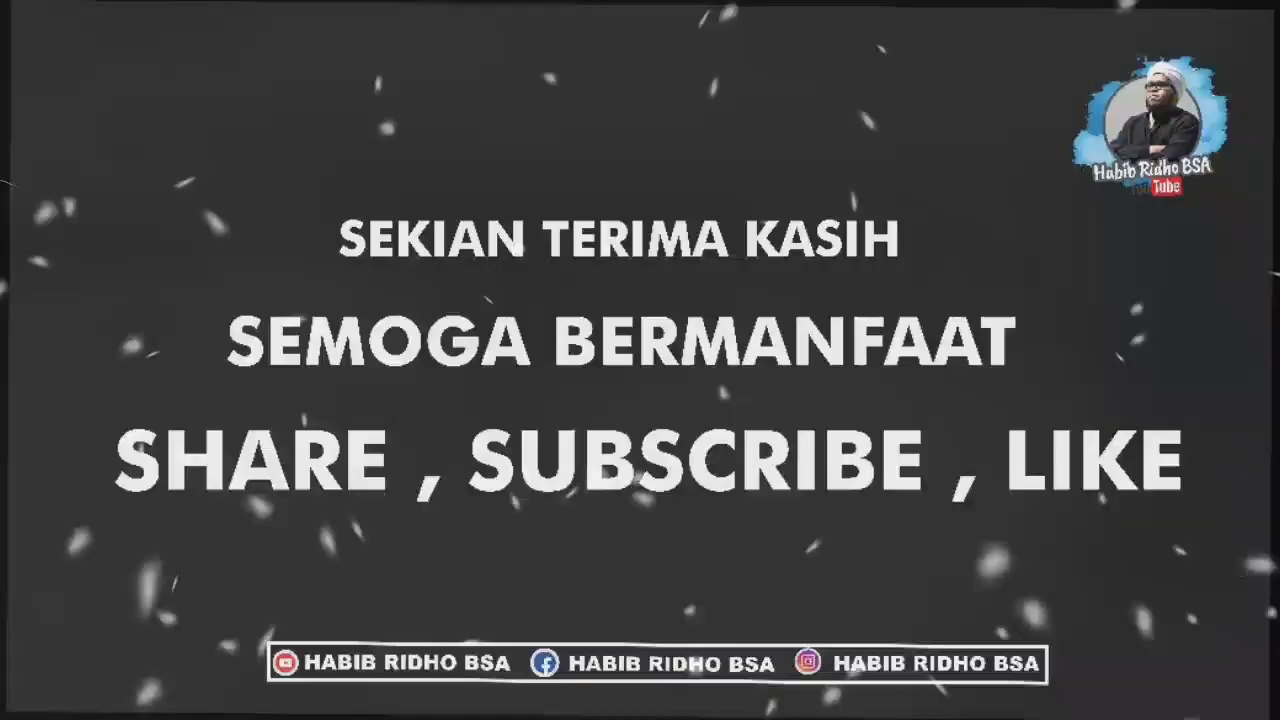 Habib Ridho BSA
Tube
SEKIAN TERIMA KASIH
SEMOGA BERMANFAAT
SHARE , SUBSCRIBE , LIKE
HABIB RIDHO BSA HABIB RIDHO BSA HABIB RIDHO BSA